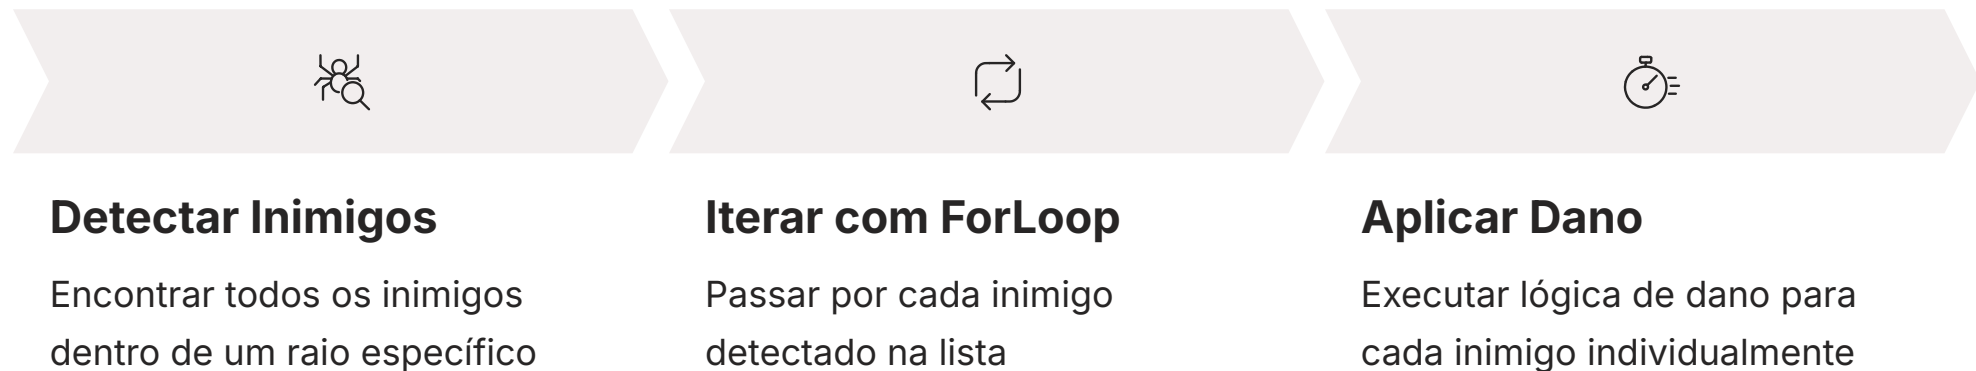 Detectar Inimigos
Encontrar todos os inimigos
dentro de um raio específico
Iterar com ForLoop
Passar por cada inimigo
detectado na lista
Aplicar Dano
Executar lógica de dano para
cada inimigo individualmente